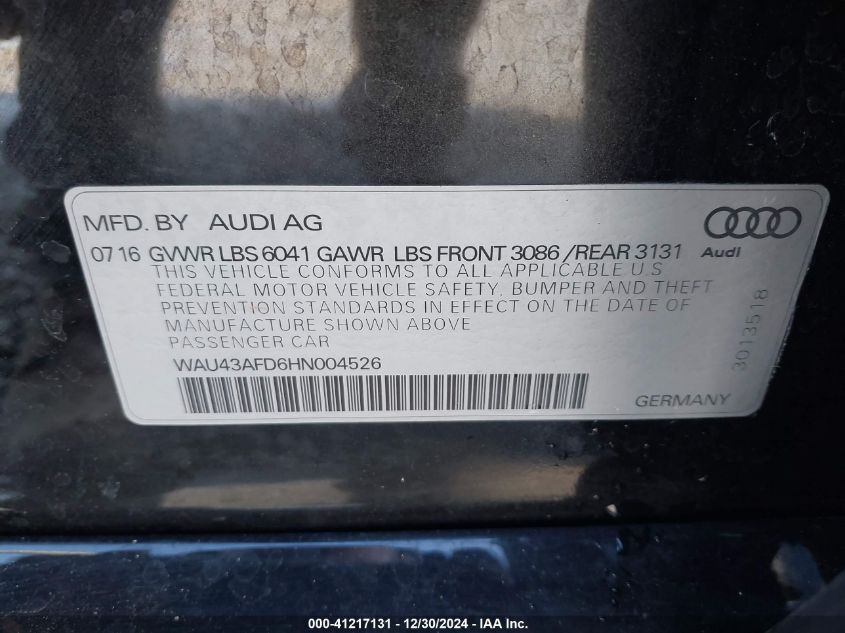 MFD. BY AUDI AG
07 16 GVWR LBS 6041 GAWR LBS FRONT 3086 /REAR 3131
Audi
THIS VEHICLE CONFORMS TO ALL APPLICABLE U.S
FEDERAL MOTOR VEHICLE SAFETY, BUMPER AND THEFT
PREVENTION STANDARDS IN EFFECT ON THE DATE OF
MANUFACTURE SHOWN ABOVE
PASSENGER CAR
WAU43AFD6HN004526
3013518
GERMANY
000-41217131 - 12/30/2024 - IAA Inc.